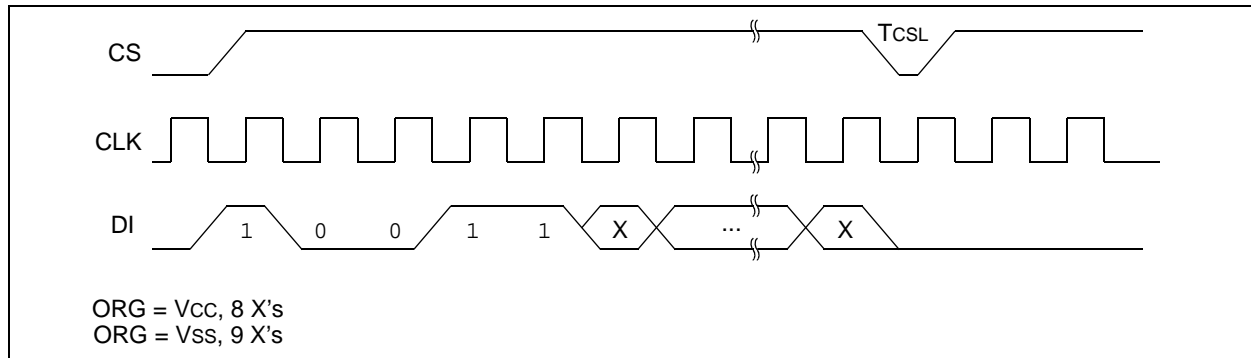 TCSL
CS
CLK
DI 1 0 0 1 1 X ... X
ORG = VCC, 8 X's
ORG = VSS, 9 X's